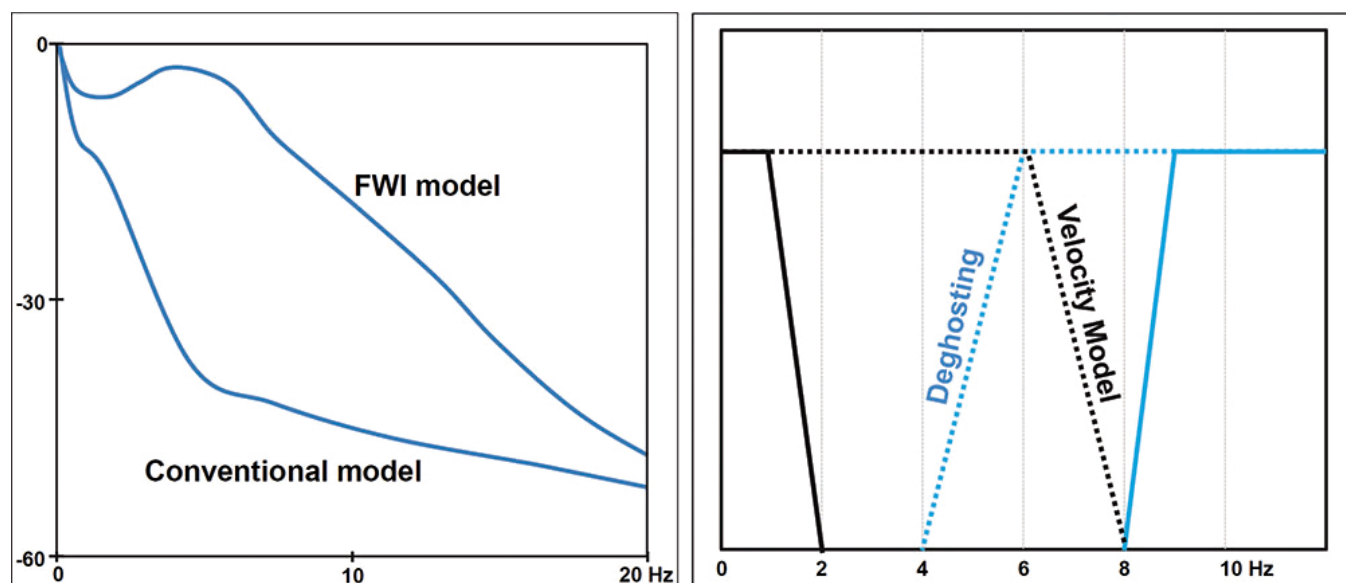 0
-30
-60
0
10
20 Hz
FWI model
Conventional model
0
2
4
6
8
10 Hz
Deghosting
Velocity Model